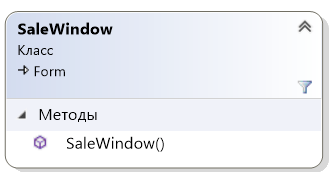 SaleWindow
Класс
Form
Методы
SaleWindow()